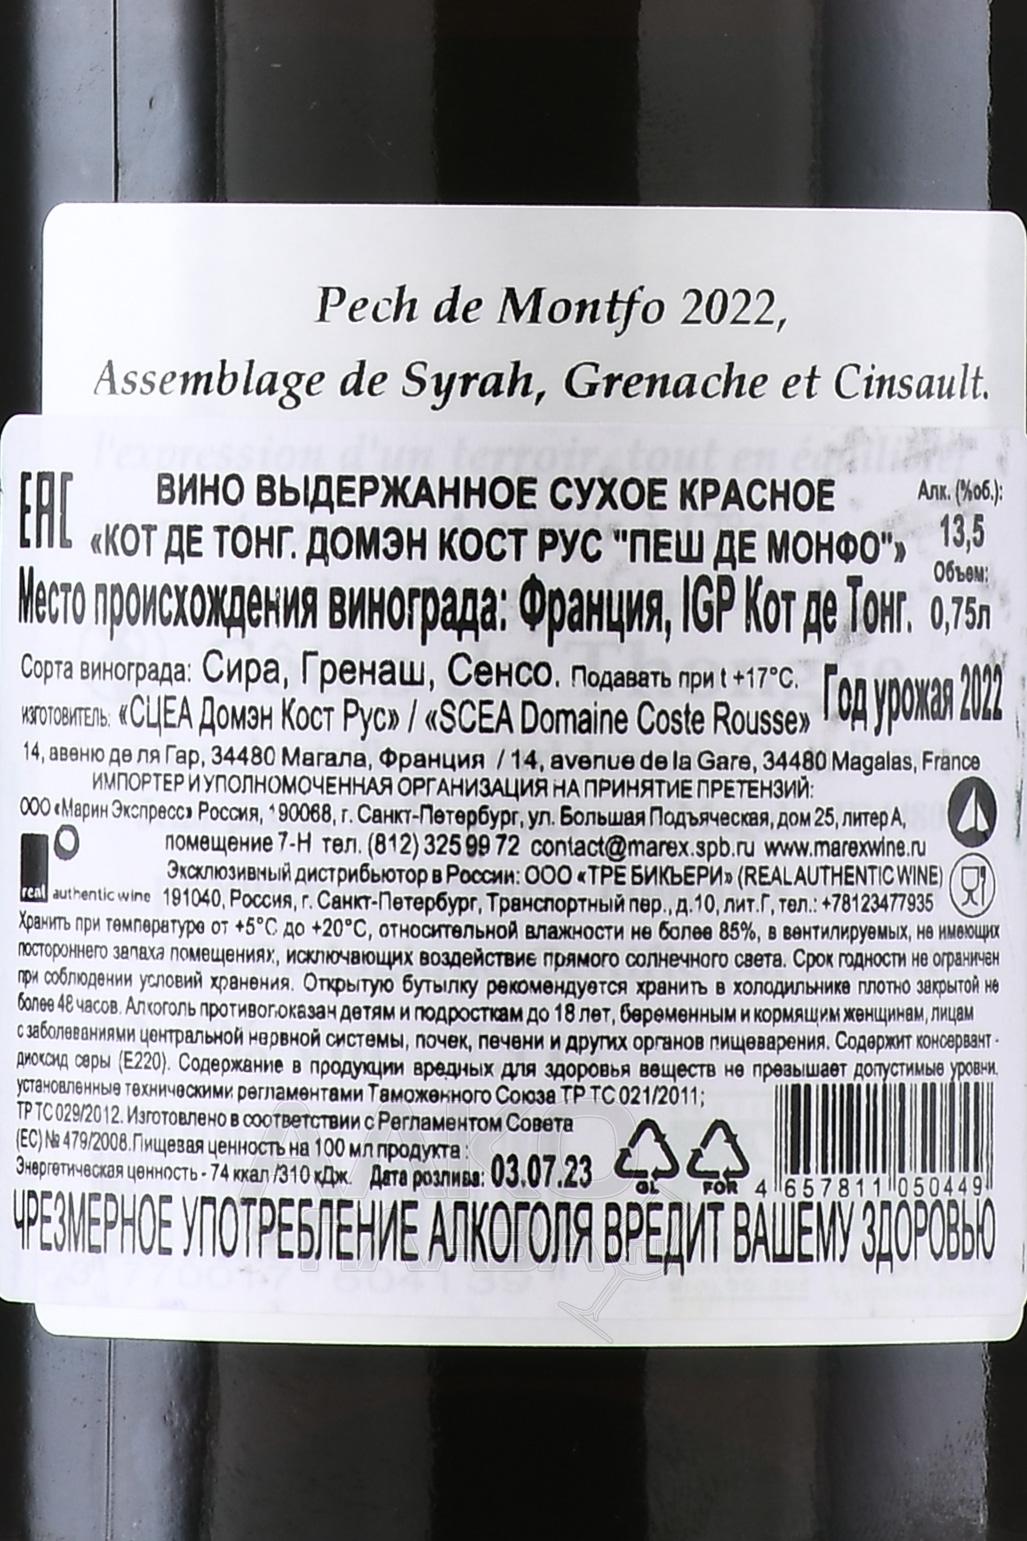 Pech de Montfo 2022,
Assemblage de Syrah, Grenache et Cinsault.
l'expression d'un terroir, tout en équilibre
EAC ВИНО ВЫДЕРЖАННОЕ СУХОЕ КРАСНОЕ Алк. (%об.):
«КОТ ДЕ ТОНГ. ДОМЭН КОСТ РУС "ПЕШ ДЕ МОНФО"» 13,5
Объем:
Место происхождения винограда: Франция, IGP Кот де Тонг. 0,75л
Сорта винограда: Сира, Гренаш, Сенсо. Подавать при t +17°C. Год урожая 2022
изготовитель: «СЦЕА Домэн Кост Рус» / «SCEA Domaine Coste Rousse»
14, авеню де ля Гар, 34480 Магала, Франция / 14, avenue de la Gare, 34480 Magalas, France
ИМПОРТЕР И УПОЛНОМОЧЕННАЯ ОРГАНИЗАЦИЯ НА ПРИНЯТИЕ ПРЕТЕНЗИЙ:
ООО «Марин Экспресс» Россия, 190068, г. Санкт-Петербург, ул. Большая Подъяческая, дом 25, литер А,
помещение 7-Н тел. (812) 325 99 72 contact@marex.spb.ru www.marexwine.ru
Эксклюзивный дистрибьютор в России: ООО «ТРЕ БИКЬЕРИ» (REAL AUTHENTIC WINE)
real authentic wine 191040, Россия, г. Санкт-Петербург, Транспортный пер., д.10, лит.Г, тел.: +78123477935
Хранить при температуре от +5°C до +20°C, относительной влажности не более 85%, в вентилируемых, не имеющих
постороннего запаха помещениях, исключающих воздействие прямого солнечного света. Срок годности не ограничен
при соблюдении условий хранения. Открытую бутылку рекомендуется хранить в холодильнике плотно закрытой не
более 48 часов. Алкоголь противопоказан детям и подросткам до 18 лет, беременным и кормящим женщинам, лицам
с заболеваниями центральной нервной системы, почек, печени и других органов пищеварения. Содержит консервант -
диоксид серы (E220). Содержание в продукции вредных для здоровья веществ не превышает допустимые уровни,
установленные техническими регламентами Таможенного Союза ТР ТС 021/2011;
ТР ТС 029/2012. Изготовлено в соответствии с Регламентом Совета
(ЕС) № 479/2008. Пищевая ценность на 100 мл продукта :
Энергетическая ценность - 74 ккал /310 кДж. Дата розлива: 03.07.23
GL FOR 4 657811 050449
ЧРЕЗМЕРНОЕ УПОТРЕБЛЕНИЕ АЛКОГОЛЯ ВРЕДИТ ВАШЕМУ ЗДОРОВЬЮ